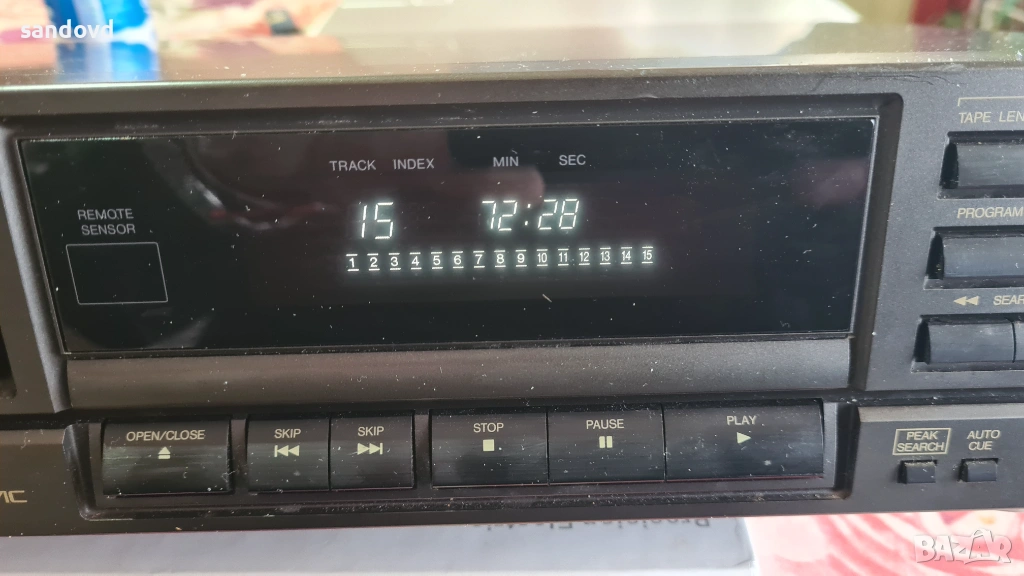 sandovd
TAPE LEN
TRACK INDEX MIN SEC
REMOTE
SENSOR
15 72:28
PROGRAM
1 2 3 4 5 6 7 8 9 10 11 12 13 14 15
SEAR
OPEN/CLOSE
SKIP
SKIP
STOP
PAUSE
PLAY
PEAK
SEARCH
AUTO
CUE
BAZAR